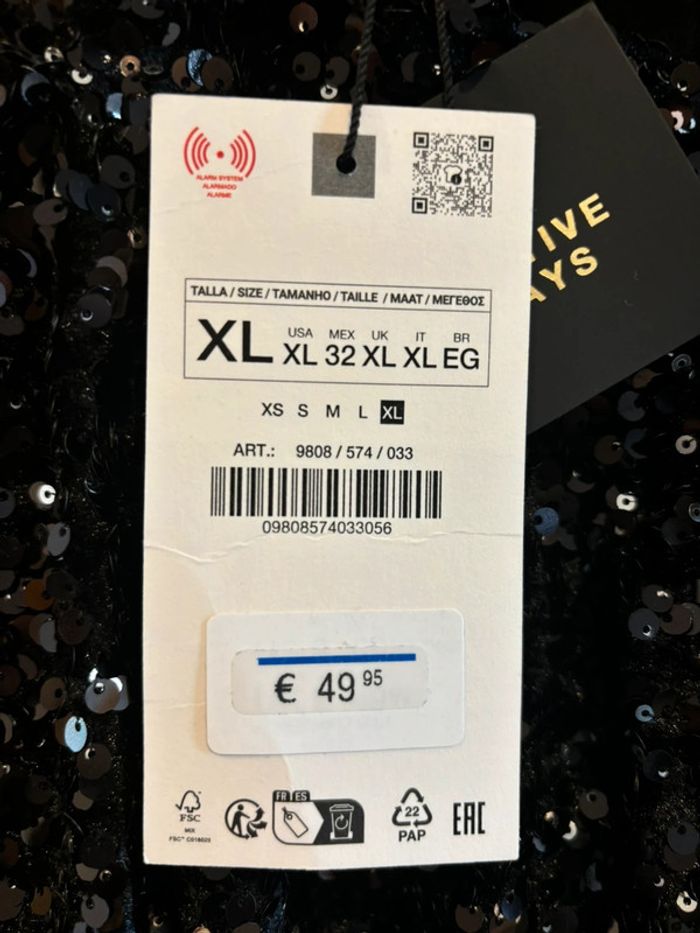 ALARM SYSTEM
ALARMADO
ALARME
TALLA / SIZE / TAMANHO / TAILLE / MAAT / ΜΕΓΕΘΟΣ
XL
USA MEX UK IT BR
XL 32 XL XL EG
XS S M L XL
ART.: 9808 / 574 / 033
09808574033056
€ 49 95
FR ES
FSC
MIX
22
PAP
EAC
IVE
AYS